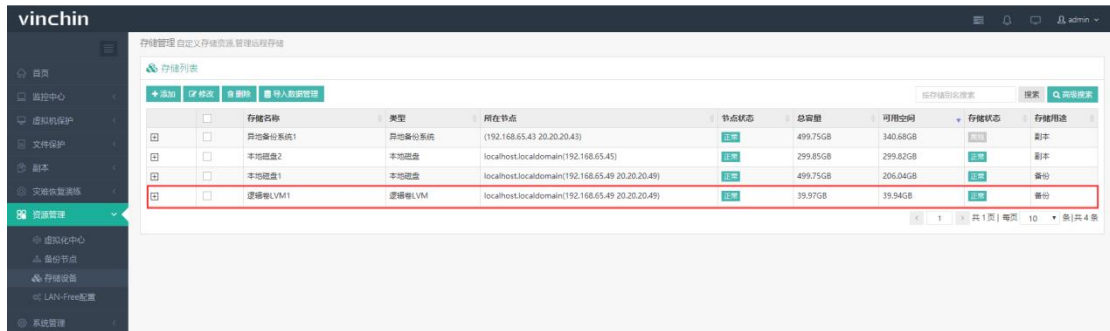 vinchin
admin
存储管理 自定义存储资源,管理远程存储
首页
监控中心
虚拟机保护
文件保护
副本
灾难恢复演练
资源管理
虚拟化中心
备份节点
存储设备
LAN-Free配置
系统管理
存储列表
添加 修改 删除 导入数据管理 按存储别名搜索 搜索 高级搜索
存储名称 类型 所在节点 节点状态 总容量 可用空间 存储状态 存储用途
异地备份系统1 异地备份系统 (192.168.65.43 20.20.20.43) 正常 499.75GB 340.68GB 副本
本地磁盘2 本地磁盘 localhost.localdomain(192.168.65.45) 正常 299.85GB 299.82GB 正常 副本
本地磁盘1 本地磁盘 localhost.localdomain(192.168.65.49 20.20.20.49) 正常 499.75GB 206.04GB 正常 备份
逻辑卷LVM1 逻辑卷LVM localhost.localdomain(192.168.65.49 20.20.20.49) 正常 39.97GB 39.94GB 正常 备份
1 共1页| 每页 10 条|共4条